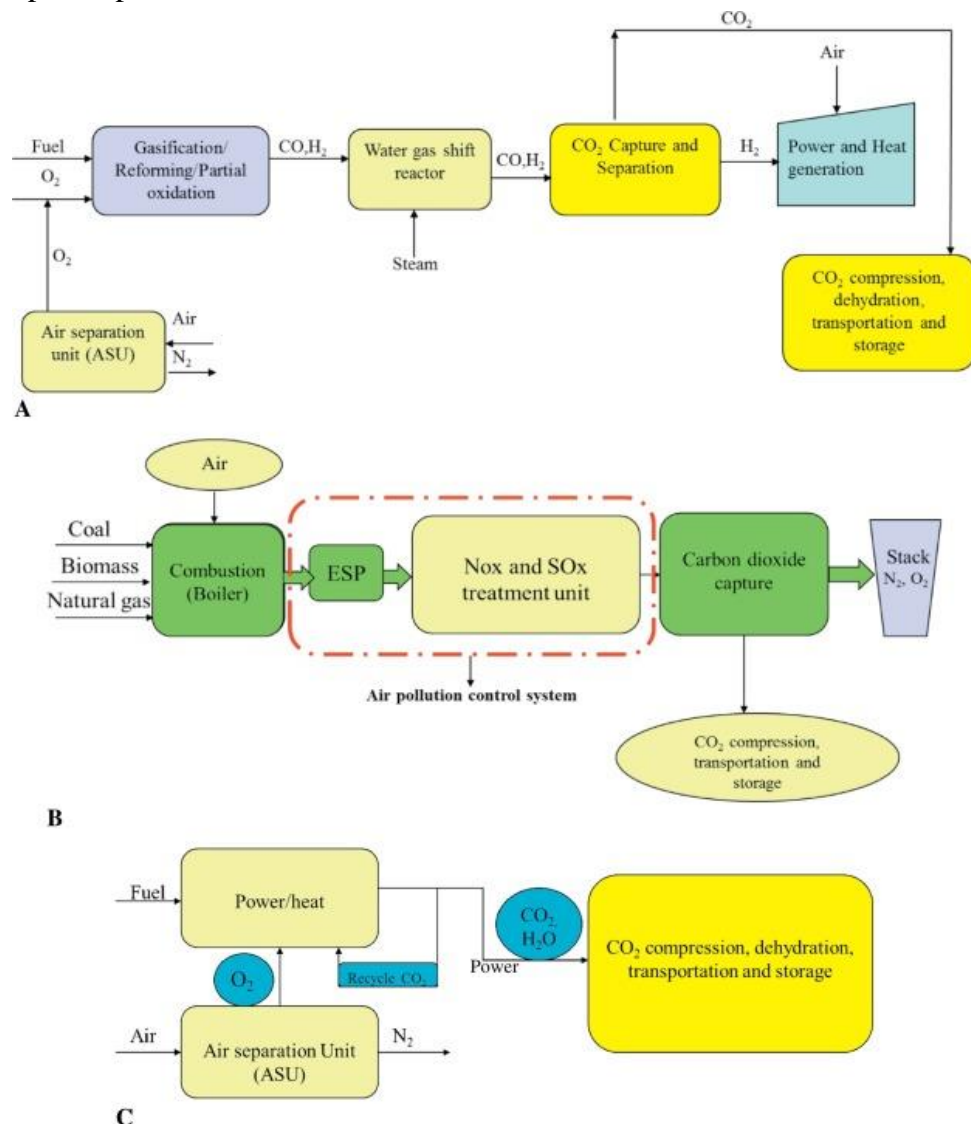 CO₂
Air
Fuel
O₂
Gasification/
Reforming/Partial
oxidation
CO,H₂
Water gas shift
reactor
CO,H₂
CO₂ Capture and
Separation
H₂
Power and Heat
generation
O₂
Steam
Air separation
unit (ASU)
Air
N₂
CO₂ compression,
dehydration,
transportation and
storage
A
Air
Coal
Biomass
Natural gas
Combustion
(Boiler)
ESP
Nox and SOx
treatment unit
Carbon dioxide
capture
Stack
N₂, O₂
Air pollution control system
CO₂ compression,
transportation and
storage
B
Fuel
Power/heat
O₂
Recycle CO₂
Power
CO₂,
H₂O
CO₂ compression, dehydration,
transportation and storage
Air
Air separation Unit
(ASU)
N₂
C